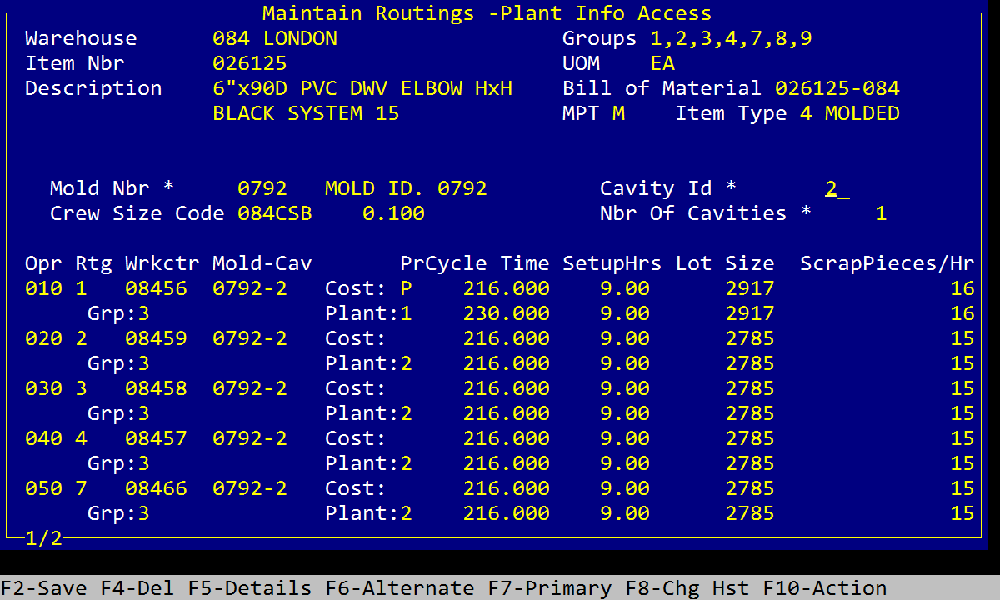 Maintain Routings -Plant Info Access
Warehouse 084 LONDON Groups 1,2,3,4,7,8,9
Item Nbr 026125 UOM EA
Description 6"x90D PVC DWV ELBOW HxH Bill of Material 026125-084
BLACK SYSTEM 15 MPT M Item Type 4 MOLDED
Mold Nbr * 0792 MOLD ID. 0792 Cavity Id * 2_
Crew Size Code 084CSB 0.100 Nbr Of Cavities * 1
Opr Rtg Wrkctr Mold-Cav PrCycle Time SetupHrs Lot Size ScrapPieces/Hr
010 1 08456 0792-2 Cost: P 216.000 9.00 2917 16
Grp:3 Plant:1 230.000 9.00 2917 16
020 2 08459 0792-2 Cost: 216.000 9.00 2785 15
Grp:3 Plant:2 216.000 9.00 2785 15
030 3 08458 0792-2 Cost: 216.000 9.00 2785 15
Grp:3 Plant:2 216.000 9.00 2785 15
040 4 08457 0792-2 Cost: 216.000 9.00 2785 15
Grp:3 Plant:2 216.000 9.00 2785 15
050 7 08466 0792-2 Cost: 216.000 9.00 2785 15
Grp:3 Plant:2 216.000 9.00 2785 15
1/2
F2-Save F4-Del F5-Details F6-Alternate F7-Primary F8-Chg Hst F10-Action